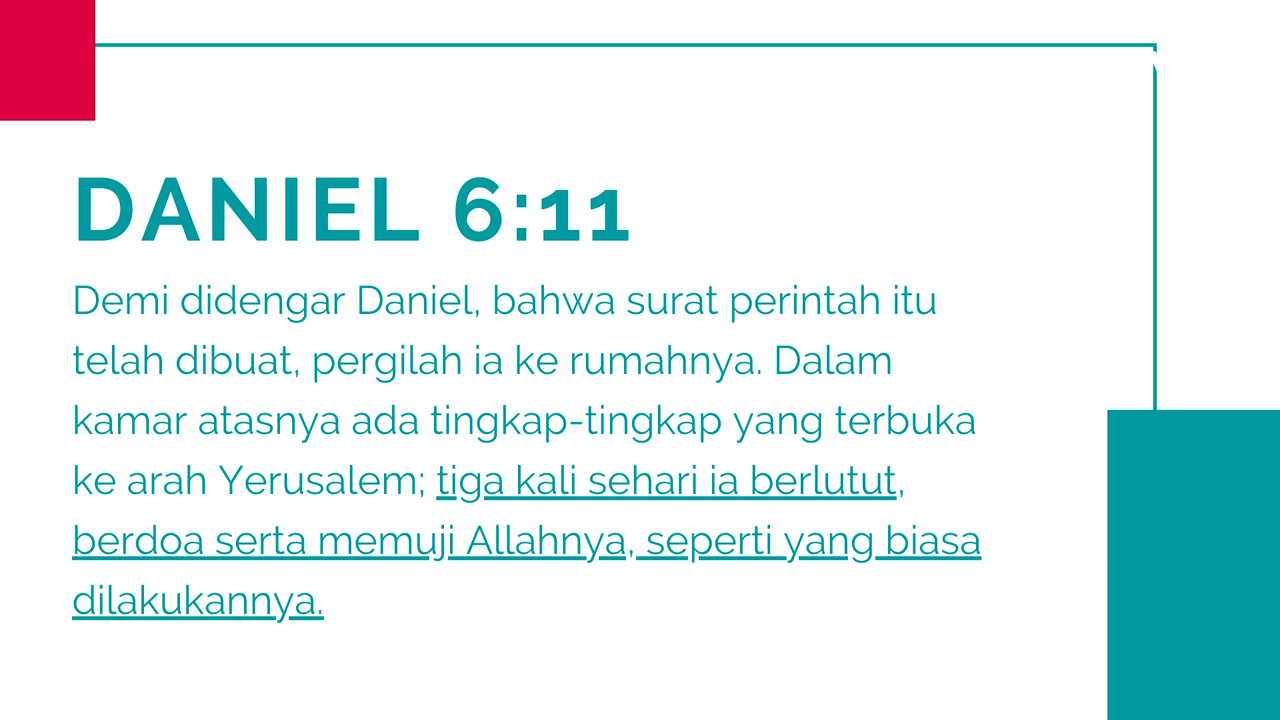 DANIEL 6:11
Demi didengar Daniel, bahwa surat perintah itu
telah dibuat, pergilah ia ke rumahnya. Dalam
kamar atasnya ada tingkap-tingkap yang terbuka
ke arah Yerusalem; tiga kali sehari ia berlutut,
berdoa serta memuji Allahnya, seperti yang biasa
dilakukannya.